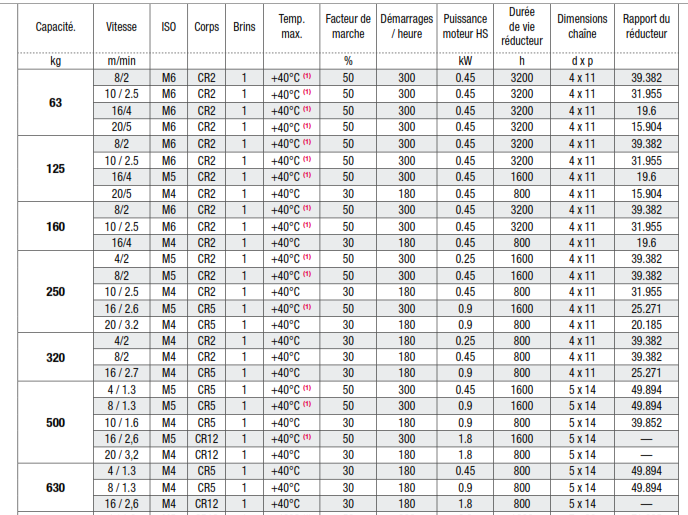 Capacité. Vitesse ISO Corps Brins Temp. max. Facteur de marche Démarrages / heure Puissance moteur HS Durée de vie réducteur Dimensions chaîne Rapport du réducteur
kg m/min % kW h d x p
63
8/2 M6 CR2 1 +40°C (1) 50 300 0.45 3200 4 x 11 39.382
10 / 2.5 M6 CR2 1 +40°C (1) 50 300 0.45 3200 4 x 11 31.955
16/4 M6 CR2 1 +40°C (1) 50 300 0.45 3200 4 x 11 19.6
20/5 M6 CR2 1 +40°C (1) 50 300 0.45 3200 4 x 11 15.904
125
8/2 M6 CR2 1 +40°C (1) 50 300 0.45 3200 4 x 11 39.382
10 / 2.5 M6 CR2 1 +40°C (1) 50 300 0.45 3200 4 x 11 31.955
16/4 M5 CR2 1 +40°C (1) 50 300 0.45 1600 4 x 11 19.6
20/5 M4 CR2 1 +40°C 30 180 0.45 800 4 x 11 15.904
160
8/2 M6 CR2 1 +40°C (1) 50 300 0.45 3200 4 x 11 39.382
10 / 2.5 M6 CR2 1 +40°C (1) 50 300 0.45 3200 4 x 11 31.955
16/4 M4 CR2 1 +40°C 30 180 0.45 800 4 x 11 19.6
250
4/2 M5 CR2 1 +40°C (1) 50 300 0.25 1600 4 x 11 39.382
8/2 M5 CR2 1 +40°C (1) 50 300 0.45 1600 4 x 11 39.382
10 / 2.5 M4 CR2 1 +40°C 30 180 0.45 800 4 x 11 31.955
16 / 2.6 M5 CR5 1 +40°C (1) 50 300 0.9 1600 4 x 11 25.271
20 / 3.2 M4 CR5 1 +40°C 30 180 0.9 800 4 x 11 20.185
320
4/2 M4 CR2 1 +40°C 30 180 0.25 800 4 x 11 39.382
8/2 M4 CR2 1 +40°C 30 180 0.45 800 4 x 11 39.382
16 / 2.7 M4 CR5 1 +40°C 30 180 0.9 800 4 x 11 25.271
500
4 / 1.3 M5 CR5 1 +40°C (1) 50 300 0.45 1600 5 x 14 49.894
8 / 1.3 M5 CR5 1 +40°C (1) 50 300 0.9 1600 5 x 14 49.894
10 / 1.6 M4 CR5 1 +40°C 30 180 0.9 800 5 x 14 39.852
16 / 2,6 M5 CR12 1 +40°C (1) 50 300 1.8 1600 5 x 14 —
20 / 3,2 M4 CR12 1 +40°C 30 180 1.8 800 5 x 14 —
630
4 / 1.3 M4 CR5 1 +40°C 30 180 0.45 800 5 x 14 49.894
8 / 1.3 M4 CR5 1 +40°C 30 180 0.9 800 5 x 14 49.894
16 / 2,6 M4 CR12 1 +40°C 30 180 1.8 800 5 x 14 —